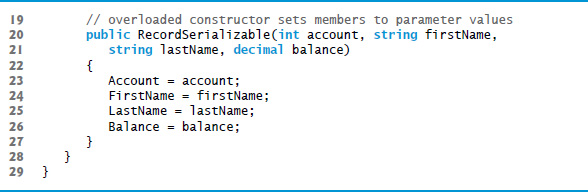 19 // overloaded constructor sets members to parameter values
20 public RecordSerializable(int account, string firstName,
21 string lastName, decimal balance)
22 {
23 Account = account;
24 FirstName = firstName;
25 LastName = lastName;
26 Balance = balance;
27 }
28 }
29 }